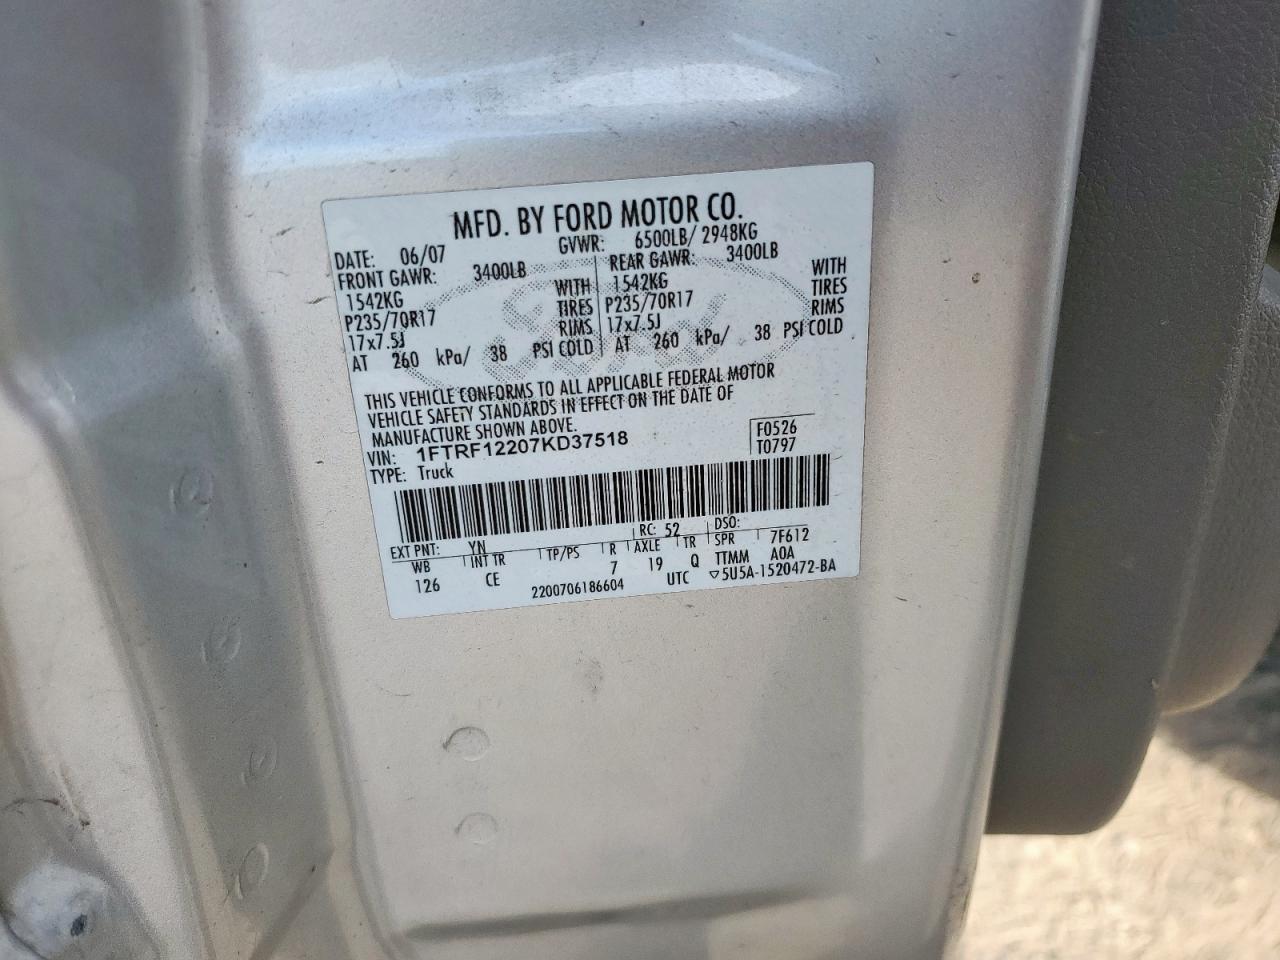 MFD. BY FORD MOTOR CO.
DATE: 06/07 GVWR: 6500LB/ 2948KG
FRONT GAWR: 3400LB REAR GAWR: 3400LB
1542KG WITH 1542KG WITH
P235/70R17 TIRES P235/70R17 TIRES
17x7.5J RIMS 17x7.5J RIMS
AT 260 kPa/ 38 PSI COLD AT 260 kPa/ 38 PSI COLD
THIS VEHICLE CONFORMS TO ALL APPLICABLE FEDERAL MOTOR
VEHICLE SAFETY STANDARDS IN EFFECT ON THE DATE OF
MANUFACTURE SHOWN ABOVE.
VIN: 1FTRF12207KD37518 F0526
TYPE: Truck T0797
EXT PNT: YN RC: 52 DSO:
WB INT TR TP/PS R AXLE TR SPR 7F612
126 CE 7 19 Q TTMM A0A
2200706186604 UTC ▽5U5A-1520472-BA